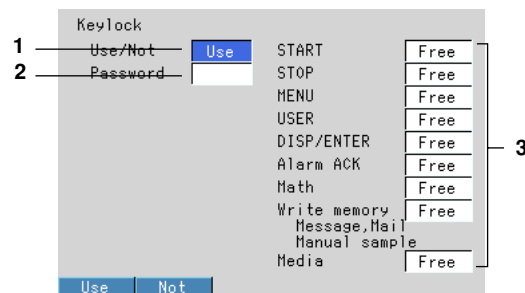 Keylock
1 Use/Not Use
2 Password
START Free
STOP Free
MENU Free
USER Free
DISP/ENTER Free
Alarm ACK Free
Math Free
Write memory Free
Message,Mail
Manual sample
Media Free
3
Use Not